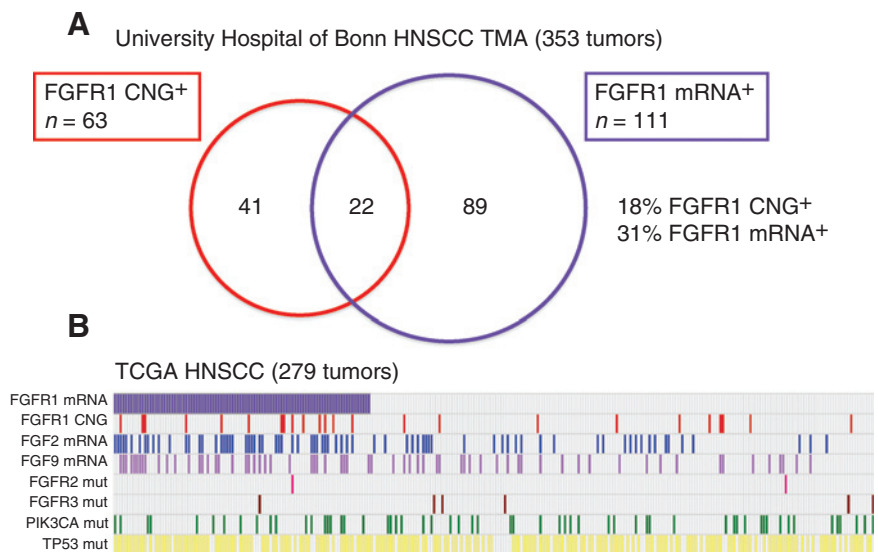 A
University Hospital of Bonn HNSCC TMA (353 tumors)
FGFR1 CNG+
n = 63
FGFR1 mRNA+
n = 111
41
22
89
18% FGFR1 CNG+
31% FGFR1 mRNA+
B
TCGA HNSCC (279 tumors)
FGFR1 mRNA
FGFR1 CNG
FGF2 mRNA
FGF9 mRNA
FGFR2 mut
FGFR3 mut
PIK3CA mut
TP53 mut